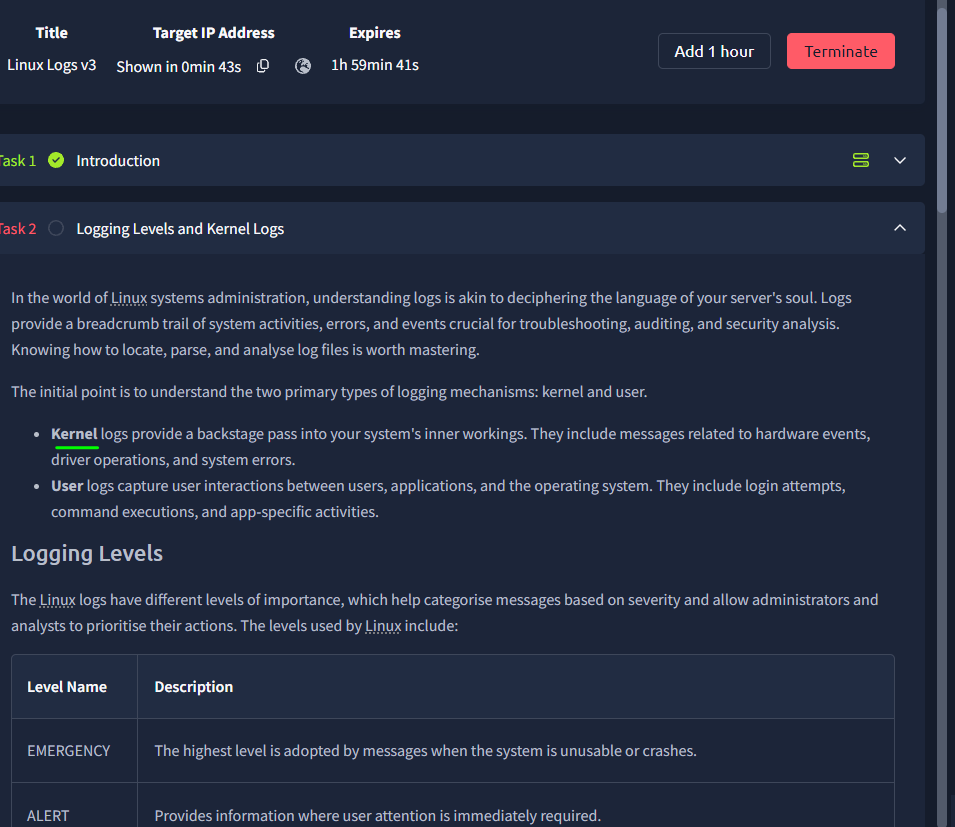 Title Target IP Address Expires
Linux Logs v3 Shown in 0min 43s 1h 59min 41s
Add 1 hour Terminate
Task 1 Introduction
Task 2 Logging Levels and Kernel Logs
In the world of Linux systems administration, understanding logs is akin to deciphering the language of your server's soul. Logs
provide a breadcrumb trail of system activities, errors, and events crucial for troubleshooting, auditing, and security analysis.
Knowing how to locate, parse, and analyse log files is worth mastering.
The initial point is to understand the two primary types of logging mechanisms: kernel and user.
• Kernel logs provide a backstage pass into your system's inner workings. They include messages related to hardware events,
driver operations, and system errors.
• User logs capture user interactions between users, applications, and the operating system. They include login attempts,
command executions, and app-specific activities.
Logging Levels
The Linux logs have different levels of importance, which help categorise messages based on severity and allow administrators and
analysts to prioritise their actions. The levels used by Linux include:
Level Name Description
EMERGENCY The highest level is adopted by messages when the system is unusable or crashes.
ALERT Provides information where user attention is immediately required.